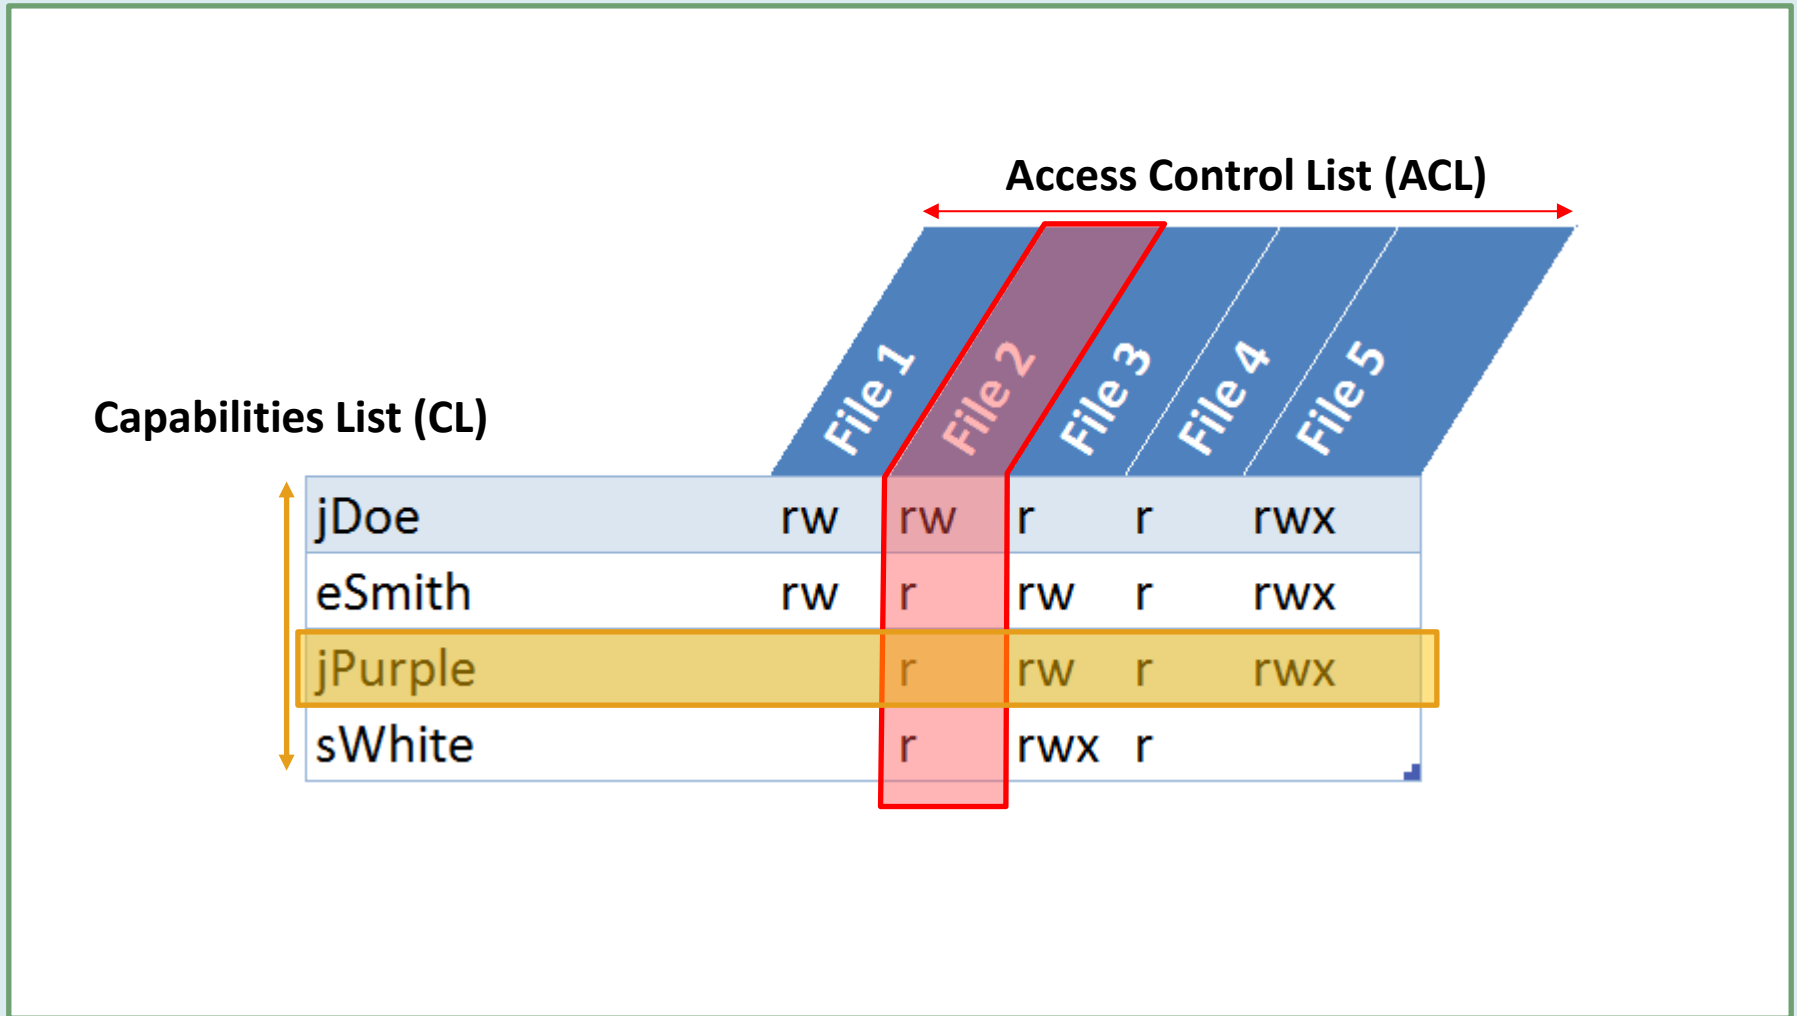 Access Control List (ACL)
File 1 File 2 File 3 File 4 File 5
Capabilities List (CL)
jDoe rw rw r r rwx
eSmith rw r rw r rwx
jPurple r rw r rwx
sWhite r rwx r